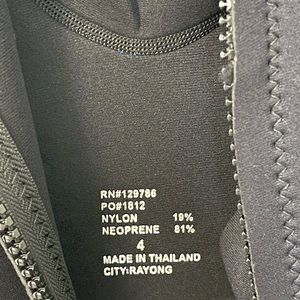 RN#129786
PO#1812
NYLON 19%
NEOPRENE 81%
4
MADE IN THAILAND
CITY:RAYONG